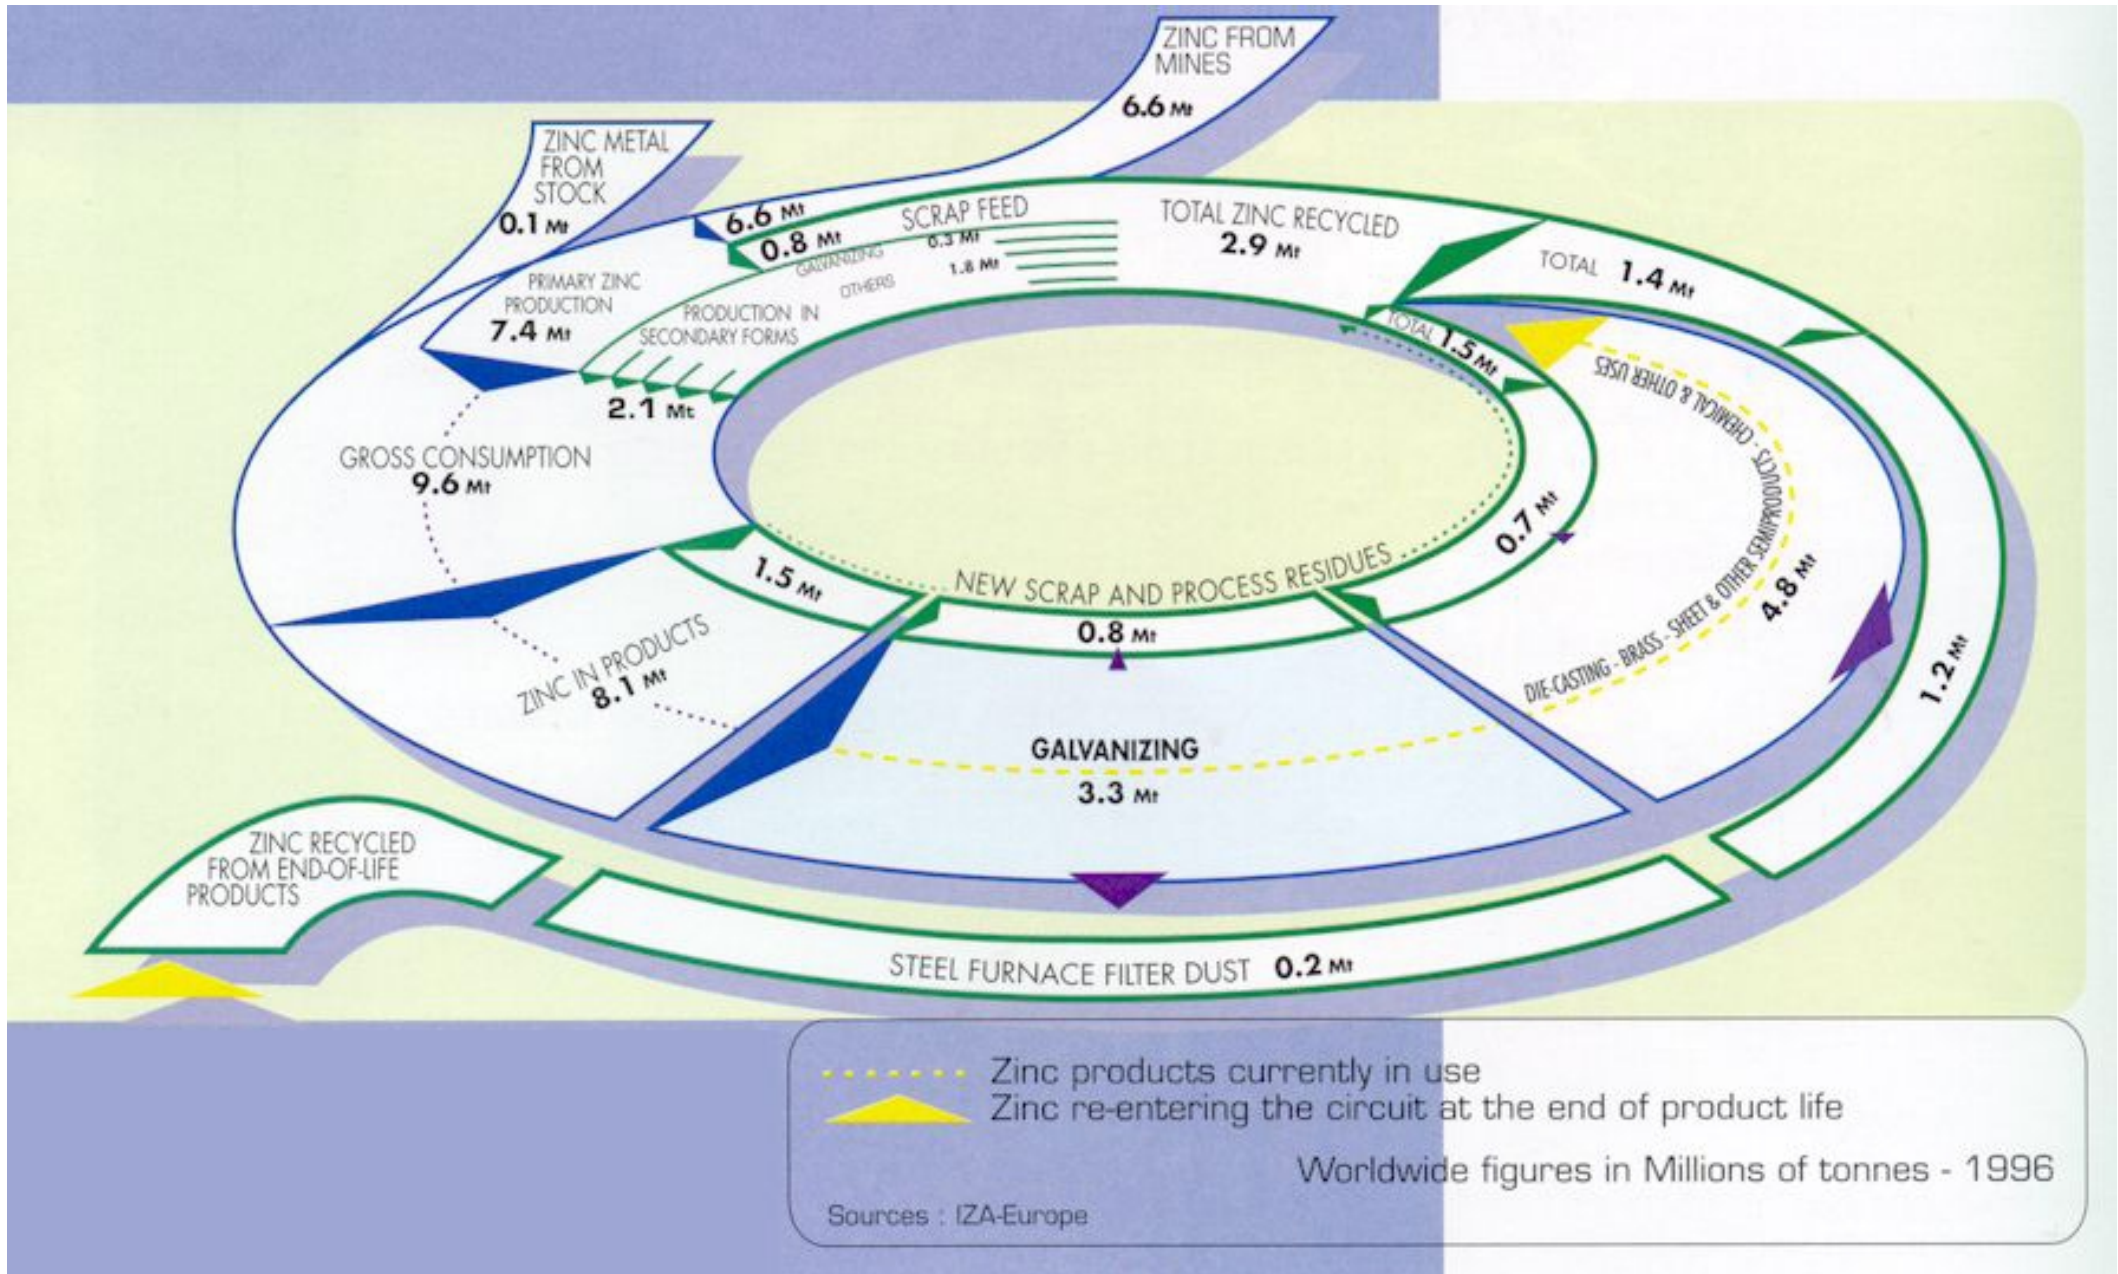 ZINC FROM
MINES
6.6 Mt
ZINC METAL
FROM
STOCK
0.1 Mt
6.6 Mt
0.8 Mt
SCRAP FEED
GALVANIZING 0.3 Mt
OTHERS 1.8 Mt
TOTAL ZINC RECYCLED
2.9 Mt
TOTAL 1.4 Mt
TOTAL 1.5 Mt
PRIMARY ZINC
PRODUCTION
7.4 Mt
PRODUCTION IN
SECONDARY FORMS
2.1 Mt
GROSS CONSUMPTION
9.6 Mt
1.5 Mt
NEW SCRAP AND PROCESS RESIDUES
0.8 Mt
0.7 Mt
DIE-CASTING - BRASS - SHEET & OTHER SEMIPRODUCTS - CHEMICAL & OTHER USES
4.8 Mt
1.2 Mt
ZINC IN PRODUCTS
8.1 Mt
GALVANIZING
3.3 Mt
ZINC RECYCLED
FROM END-OF-LIFE
PRODUCTS
STEEL FURNACE FILTER DUST 0.2 Mt
Zinc products currently in use
Zinc re-entering the circuit at the end of product life
Worldwide figures in Millions of tonnes - 1996
Sources : IZA-Europe